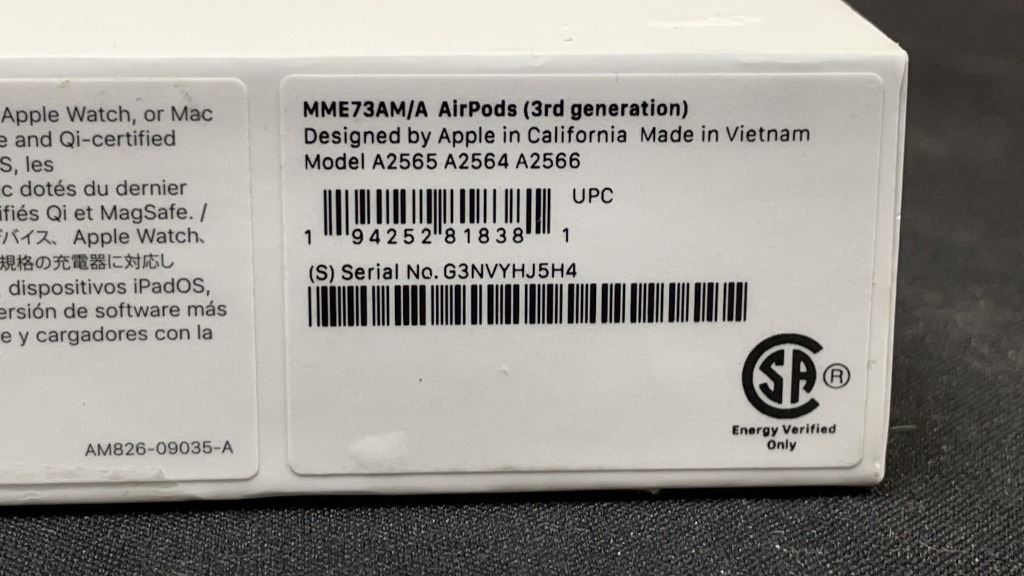 Apple Watch, or Mac
e and Qi-certified
S, les
c dotés du dernier
ifiés Qi et MagSafe. /
バイス、Apple Watch、
規格の充電器に対応し
dispositivos iPadOS,
ersión de software más
e y cargadores con la
AM826-09035-A
MME73AM/A AirPods (3rd generation)
Designed by Apple in California Made in Vietnam
Model A2565 A2564 A2566
UPC
1 94252 81838 1
(S) Serial No. G3NVYHJ5H4
SA ®
Energy Verified
Only